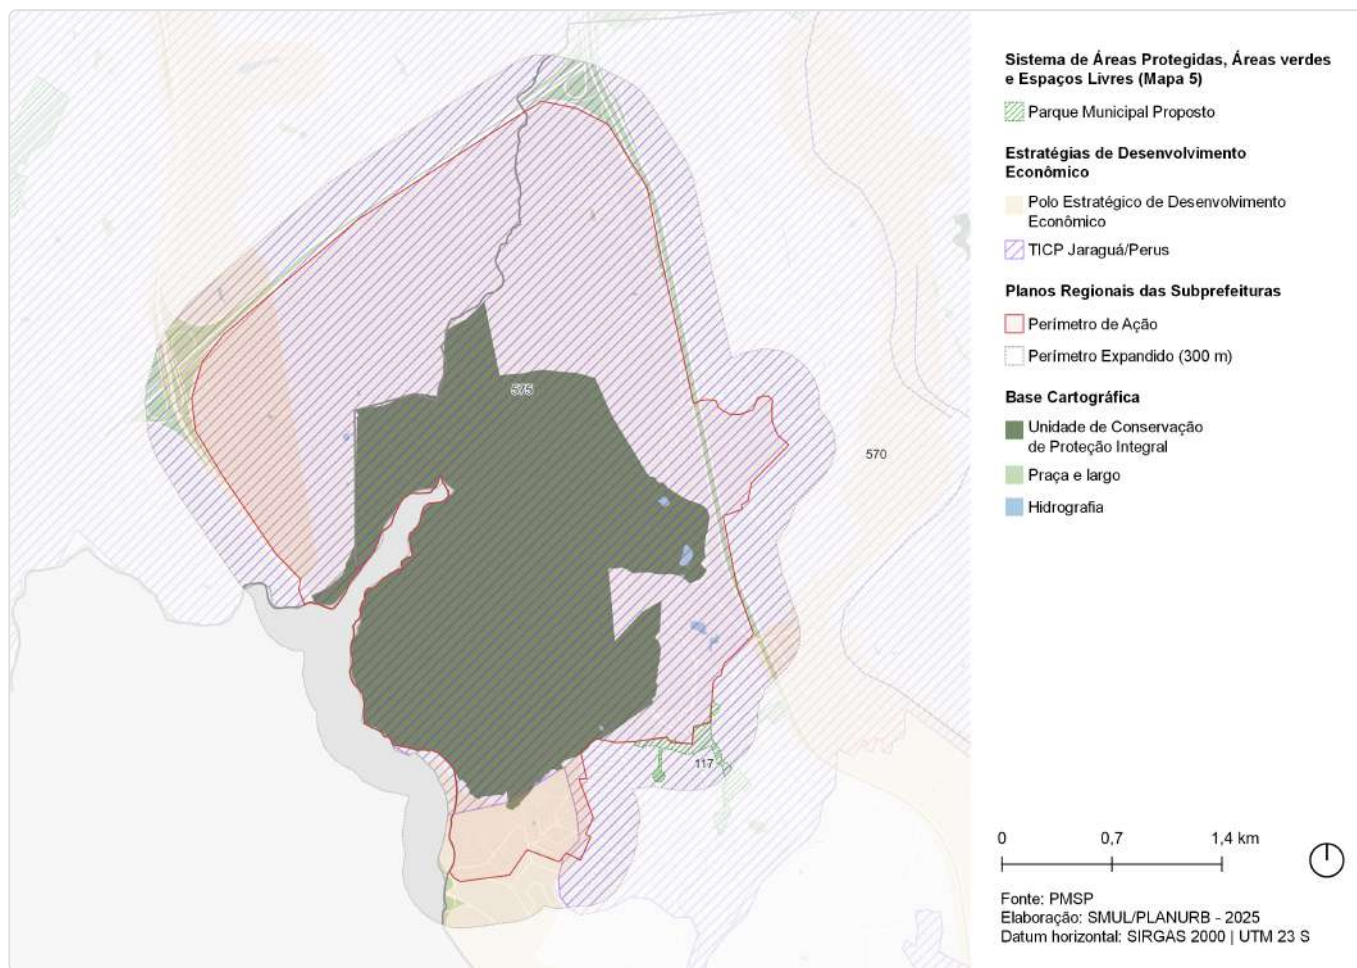 Sistema de Áreas Protegidas, Áreas verdes
e Espaços Livres (Mapa 5)
Parque Municipal Proposto
Estratégias de Desenvolvimento
Econômico
Polo Estratégico de Desenvolvimento
Econômico
TICP Jaraguá/Perus
Planos Regionais das Subprefeituras
Perímetro de Ação
Perímetro Expandido (300 m)
Base Cartográfica
Unidade de Conservação
de Proteção Integral
Praça e largo
Hidrografia
575
570
117
0 0,7 1,4 km
Fonte: PMSP
Elaboração: SMUL/PLANURB - 2025
Datum horizontal: SIRGAS 2000 | UTM 23 S